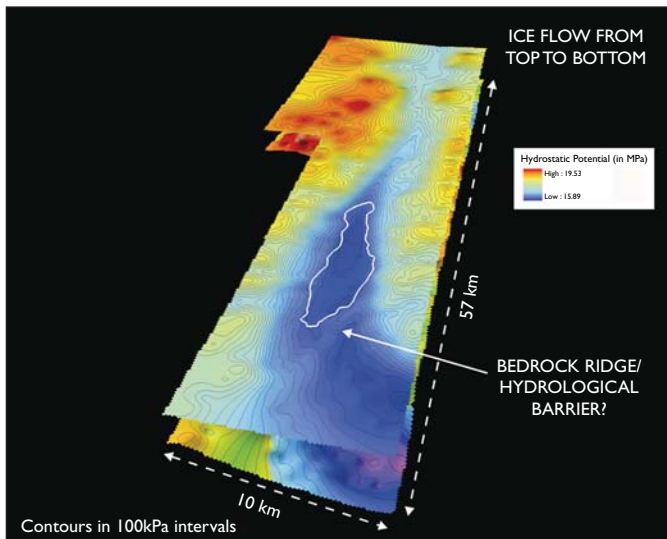 ICE FLOW FROM
TOP TO BOTTOM
Hydrostatic Potential (in MPa)
High : 19.53
Low : 15.89
57 km
BEDROCK RIDGE/
HYDROLOGICAL
BARRIER?
10 km
Contours in 100kPa intervals